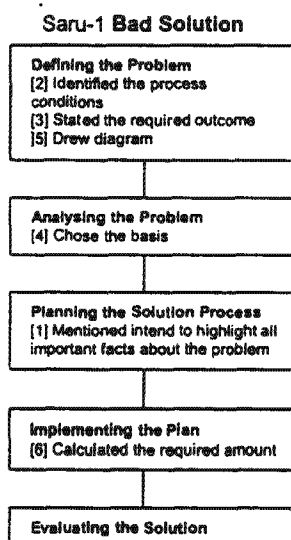 Saru-1 Bad Solution
Defining the Problem
[2] Identified the process
conditions
[3] Stated the required outcome
]5] Drew diagram
Analysing the Problem
[4] Chose the basis
Planning the Solution Process
[1] Mentioned intend to highlight all
important facts about the problem
Implementing the Plan
[6] Calculated the required amount
Evaluating the Solution